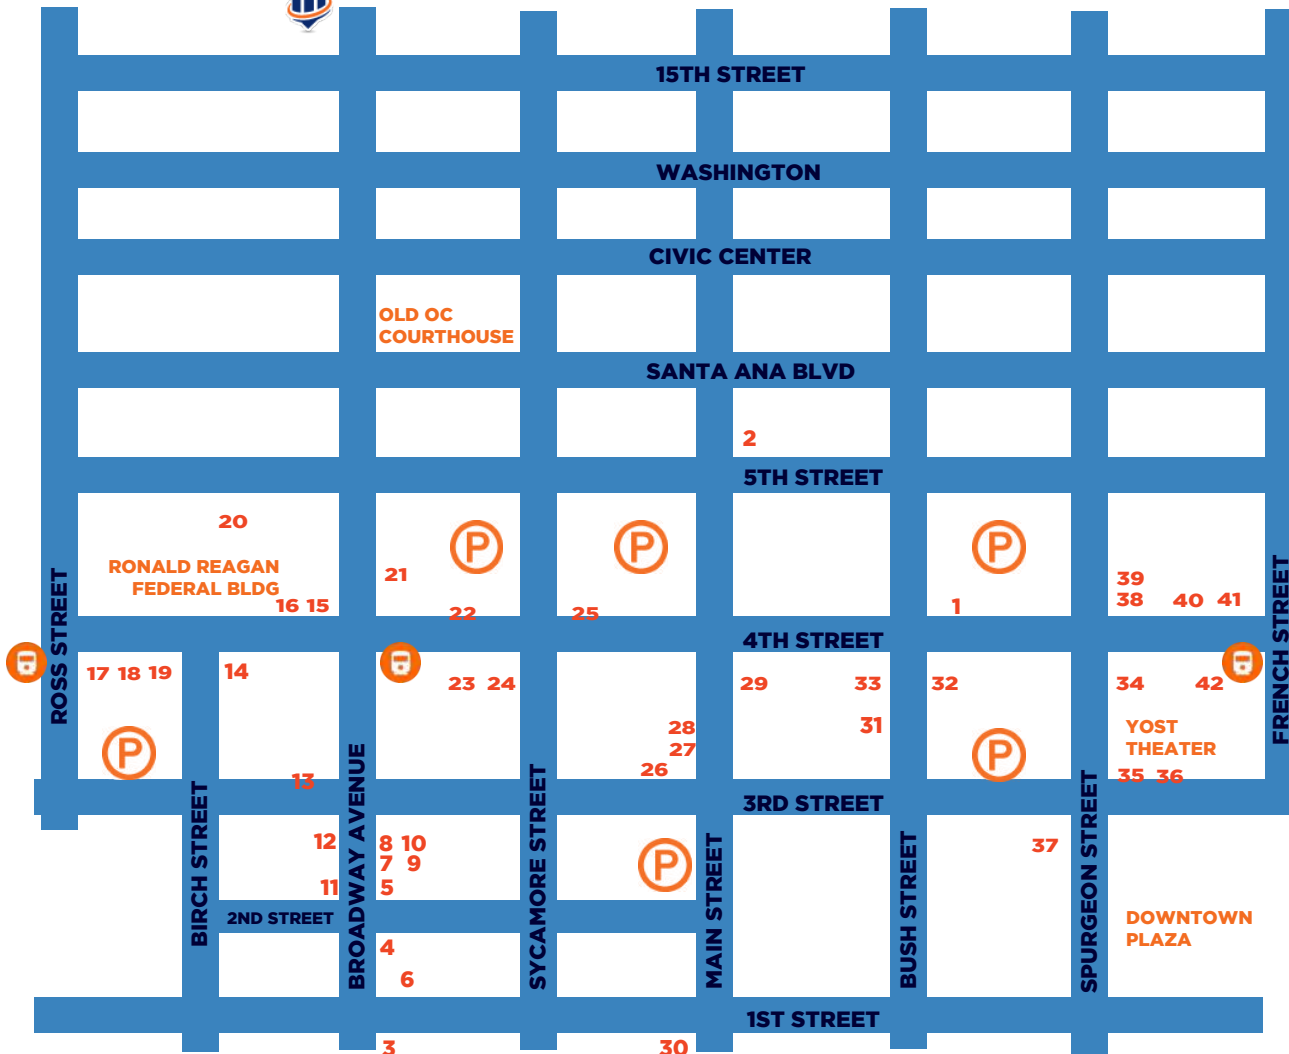 15TH STREET
WASHINGTON
CIVIC CENTER
OLD OC
COURTHOUSE
SANTA ANA BLVD
2
5TH STREET
20
P
P
P
RONALD REAGAN
FEDERAL BLDG
21
39
16 15
22
25
1
38
40
41
4TH STREET
ROSS STREET
FRENCH STREET
17 18 19
14
23 24
29
33
32
34
42
28
31
YOST
THEATER
P
27
P
26
13
35 36
3RD STREET
BIRCH STREET
BROADWAY AVENUE
SYCAMORE STREET
MAIN STREET
BUSH STREET
SPURGEON STREET
12
8 10
37
7 9
P
11
5
2ND STREET
DOWNTOWN
PLAZA
4
6
1ST STREET
3
30